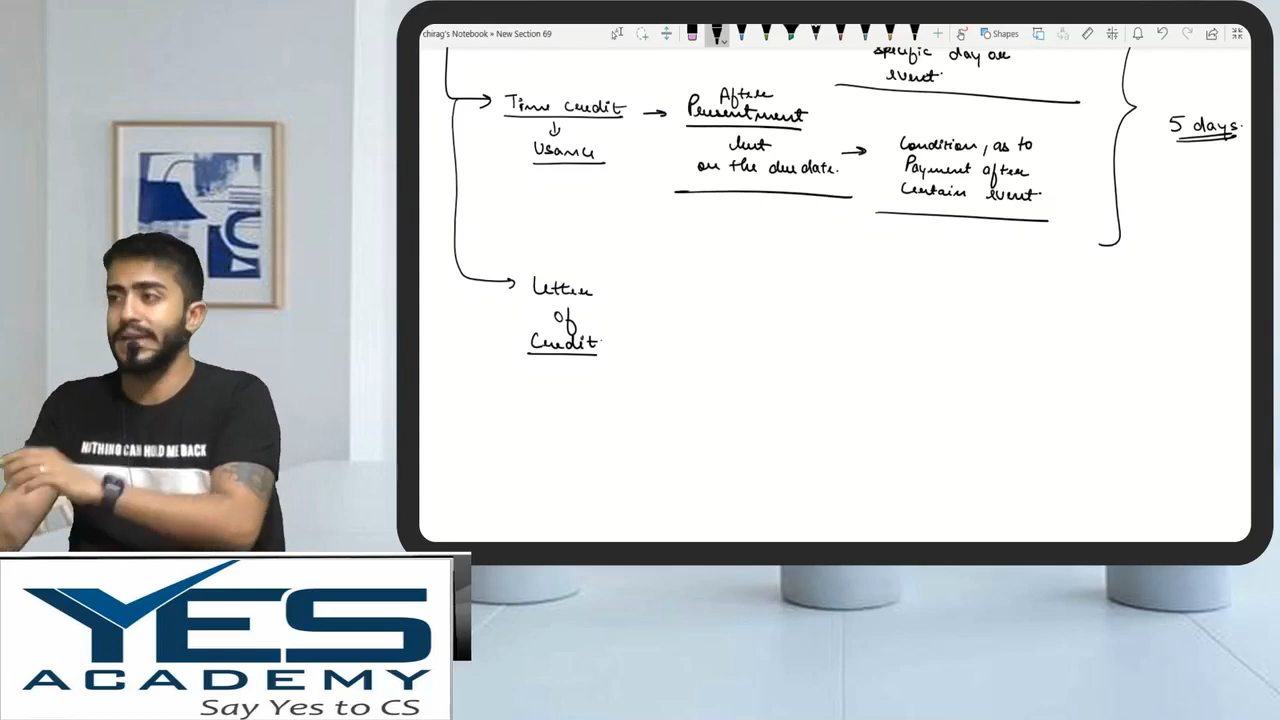 chirag's Notebook » New Section 69
Shapes
specific day or
event.
Time credit
Usance
After
Presentment
but
on the due date.
Condition, as to
Payment after
Certain event.
5 days.
Letter
of
Credit
NOTHING CAN HOLD ME BACK
YES
ACADEMY
Say Yes to CS